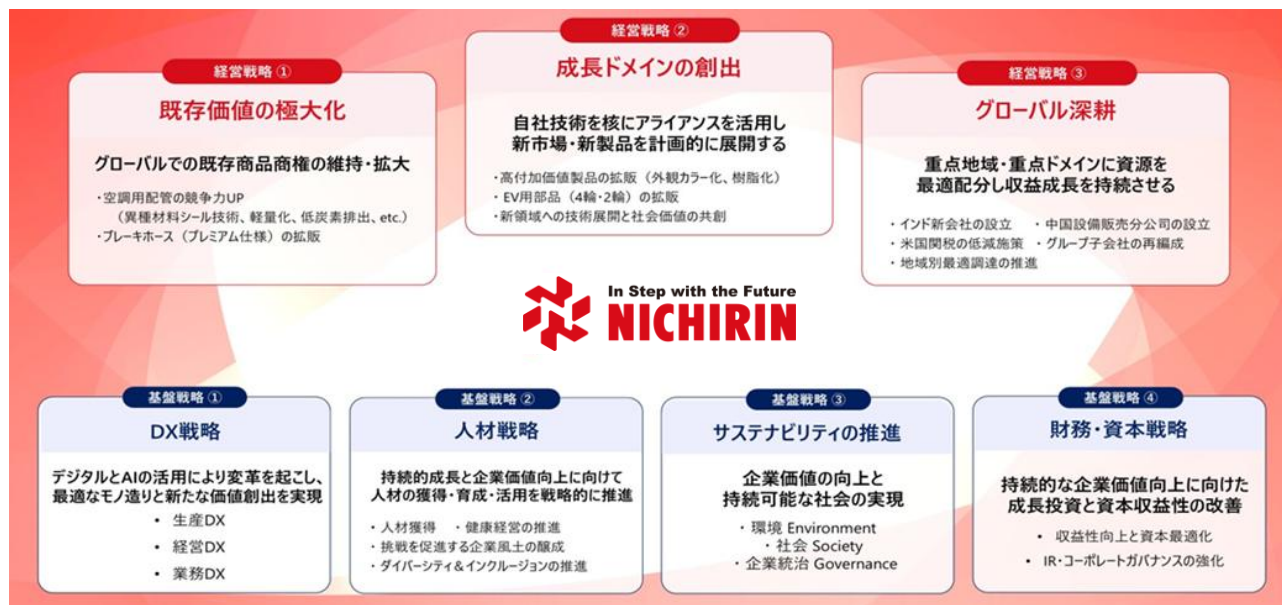 経営戦略 ①
既存価値の極大化
グローバルでの既存商品商権の維持・拡大
・空調用配管の競争力UP
（異種材料シール技術、軽量化、低炭素排出、etc.）
・ブレーキホース（プレミアム仕様）の拡販
経営戦略 ②
成長ドメインの創出
自社技術を核にアライアンスを活用し
新市場・新製品を計画的に展開する
・高付加価値製品の拡販（外観カラー化、樹脂化）
・EV用部品（4輪・2輪）の拡販
・新領域への技術展開と社会価値の共創
経営戦略 ③
グローバル深耕
重点地域・重点ドメインに資源を
最適配分し収益成長を持続させる
・インド新会社の設立 ・中国設備販売分公司の設立
・米国関税の低減施策 ・グループ子会社の再編成
・地域別最適調達の推進
In Step with the Future
NICHIRIN
基盤戦略 ①
DX戦略
デジタルとAIの活用により変革を起こし、
最適なモノ造りと新たな価値創出を実現
• 生産DX
• 経営DX
• 業務DX
基盤戦略 ②
人材戦略
持続的成長と企業価値向上に向けて
人材の獲得・育成・活用を戦略的に推進
・人材獲得 ・健康経営の推進
・挑戦を促進する企業風土の醸成
・ダイバーシティ＆インクルージョンの推進
基盤戦略 ③
サステナビリティの推進
企業価値の向上と
持続可能な社会の実現
・環境 Environment
・社会 Society
・企業統治 Governance
基盤戦略 ④
財務・資本戦略
持続的な企業価値向上に向けた
成長投資と資本収益性の改善
• 収益性向上と資本最適化
• IR・コーポレートガバナンスの強化